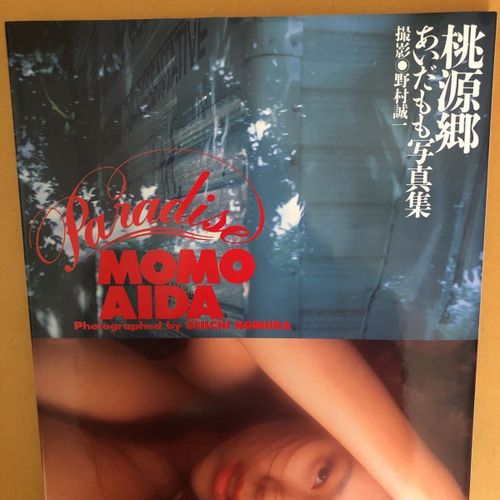 桃源郷
あいだもも写真集
撮影●野村誠一
Paradise
MOMO
AIDA
Photographed by SEIICHI NOMURA